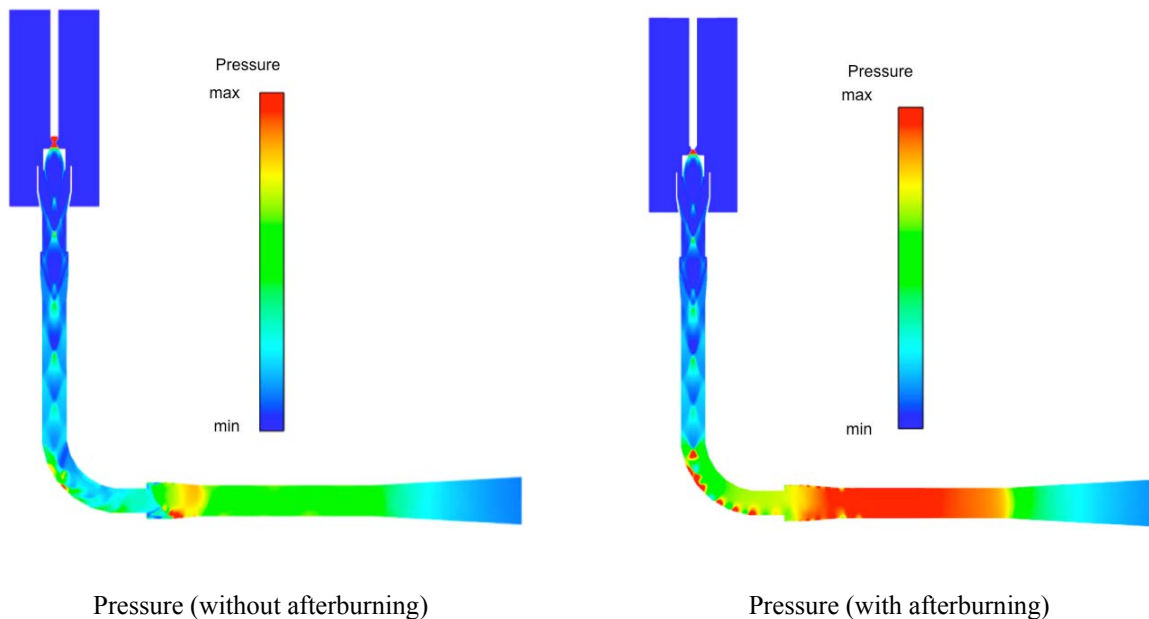 Pressure
max
min
Pressure
max
min
Pressure (without afterburning)
Pressure (with afterburning)